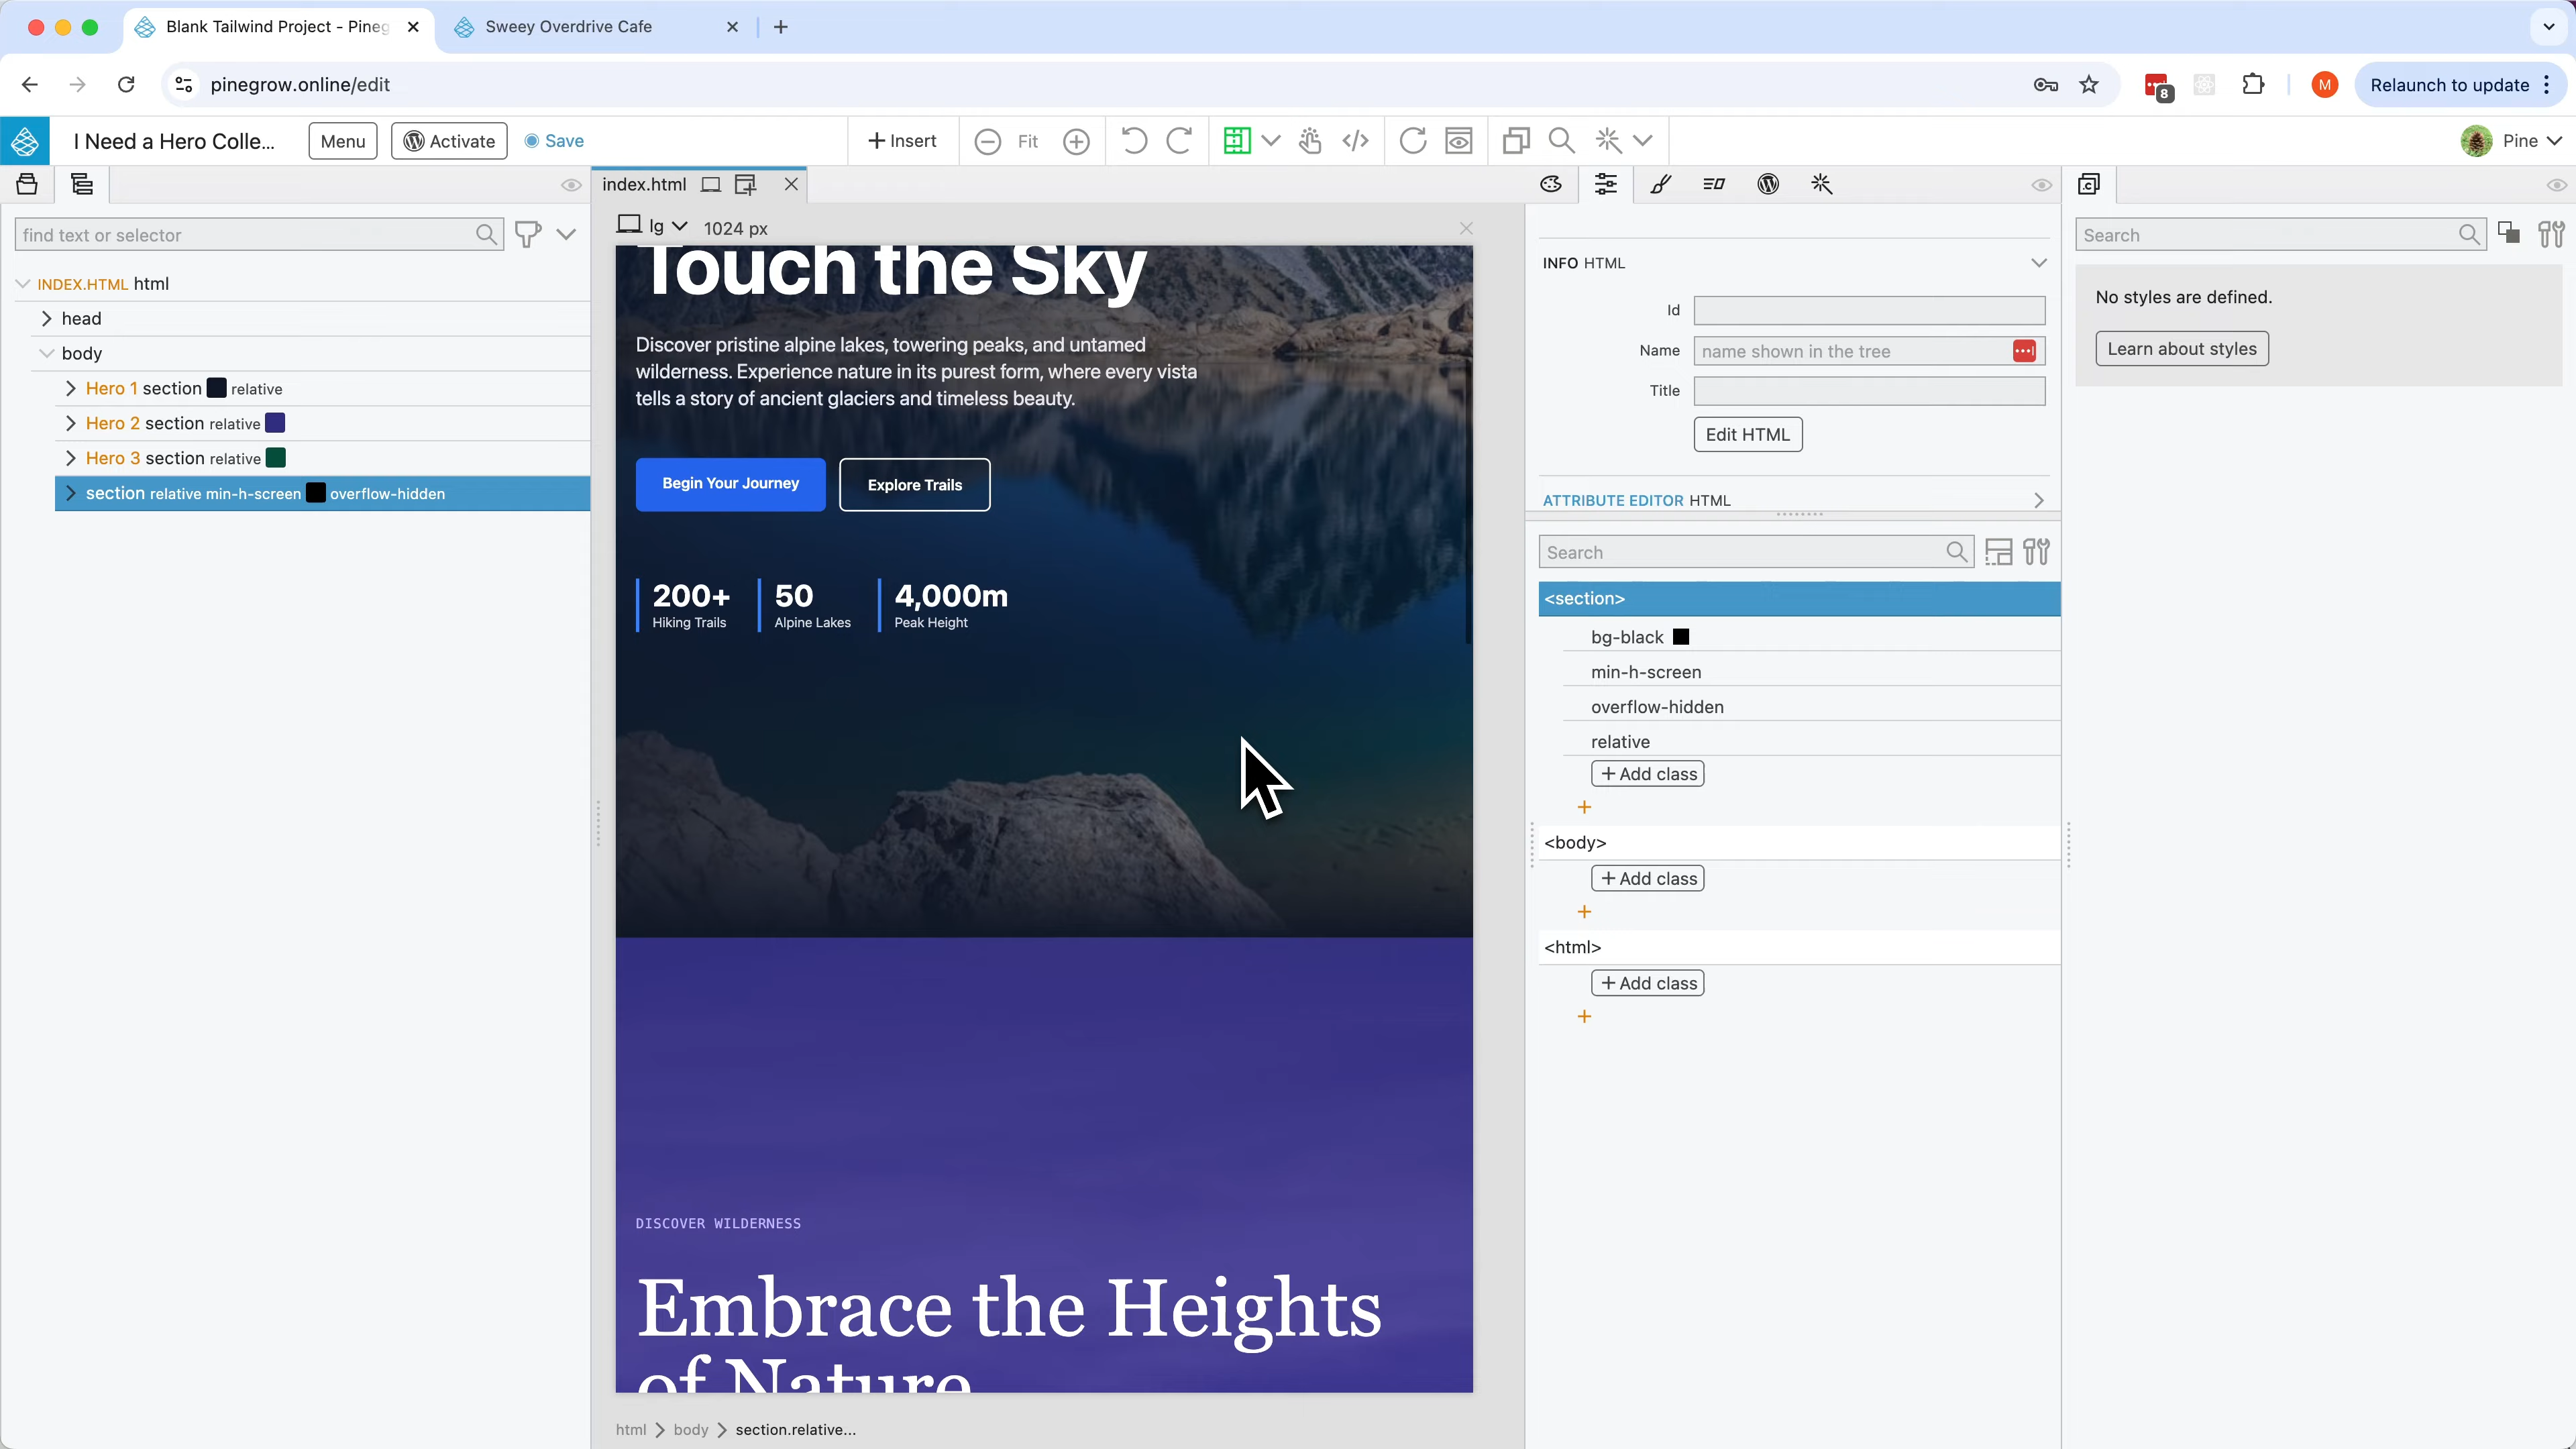 Blank Tailwind Project - Pineg
Sweey Overdrive Cafe
pinegrow.online/edit
8
M
Relaunch to update
I Need a Hero Colle...
Menu
Activate
Save
Insert
Fit
Pine
index.html
find text or selector
lg
1024 px
INDEX.HTML html
head
body
Hero 1 section relative
Hero 2 section relative
Hero 3 section relative
section relative min-h-screen overflow-hidden
Touch the Sky
Discover pristine alpine lakes, towering peaks, and untamed
wilderness. Experience nature in its purest form, where every vista
tells a story of ancient glaciers and timeless beauty.
Begin Your Journey
Explore Trails
200+
50
4,000m
Hiking Trails
Alpine Lakes
Peak Height
DISCOVER WILDERNESS
Embrace the Heights
of Nature
html
body
section.relative...
INFO HTML
Id
Name
name shown in the tree
Title
Edit HTML
ATTRIBUTE EDITOR HTML
Search
<section>
bg-black
min-h-screen
overflow-hidden
relative
+ Add class
+
<body>
+ Add class
+
<html>
+ Add class
+
Search
No styles are defined.
Learn about styles